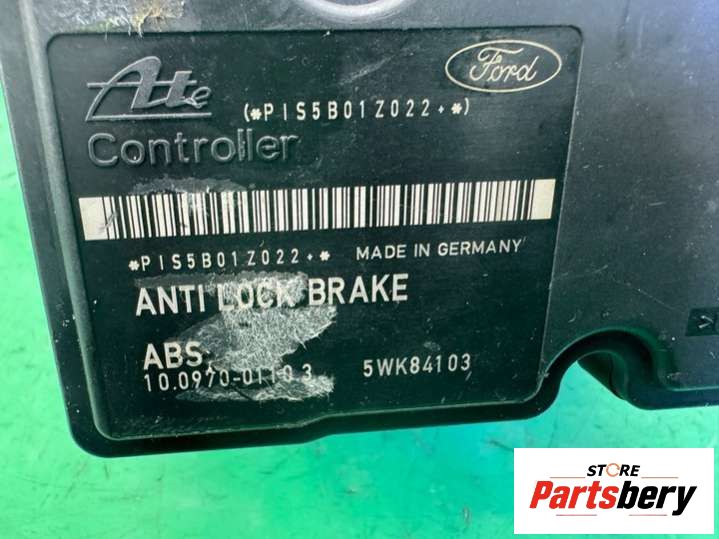 Ate
Ford
(*PIS5B01Z022+*)
Controller
*PIS5B01Z022+* MADE IN GERMANY
ANTI LOCK BRAKE
ABS
10.0970-0110.3 5WK84103
STORE
Partsbery